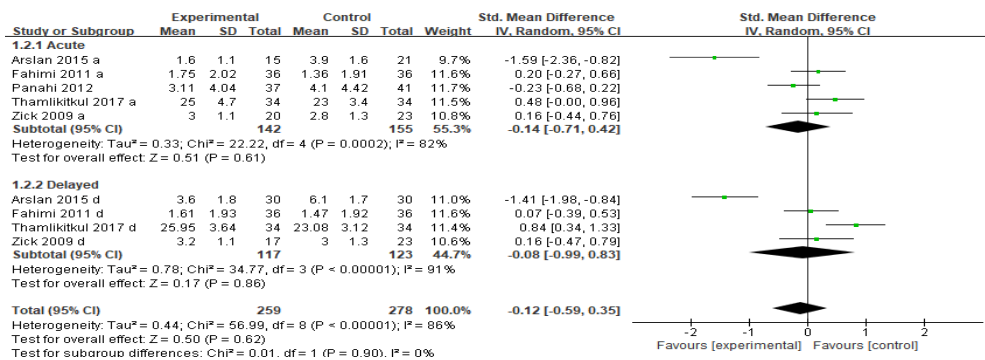 Experimental Control Std. Mean Difference Std. Mean Difference
Study or Subgroup Mean SD Total Mean SD Total Weight IV, Random, 95% CI IV, Random, 95% CI
1.2.1 Acute
Arslan 2015 a 1.6 1.1 15 3.9 1.6 21 9.7% -1.59 [-2.36, -0.82]
Fahimi 2011 a 1.75 2.02 36 1.36 1.91 36 11.6% 0.20 [-0.27, 0.66]
Panahi 2012 3.11 4.04 37 4.1 4.42 41 11.7% -0.23 [-0.68, 0.22]
Thamlikitkul 2017 a 25 4.7 34 23 3.4 34 11.5% 0.48 [-0.00, 0.96]
Zick 2009 a 3 1.1 20 2.8 1.3 23 10.8% 0.16 [-0.44, 0.76]
Subtotal (95% CI) 142 155 55.3% -0.14 [-0.71, 0.42]
Heterogeneity: Tau² = 0.33; Chi² = 22.22, df = 4 (P = 0.0002); I² = 82%
Test for overall effect: Z = 0.51 (P = 0.61)
1.2.2 Delayed
Arslan 2015 d 3.6 1.8 30 6.1 1.7 30 11.0% -1.41 [-1.98, -0.84]
Fahimi 2011 d 1.61 1.93 36 1.47 1.92 36 11.6% 0.07 [-0.39, 0.53]
Thamlikitkul 2017 d 25.95 3.64 34 23.08 3.12 34 11.4% 0.84 [0.34, 1.33]
Zick 2009 d 3.2 1.1 17 3 1.3 23 10.6% 0.16 [-0.47, 0.79]
Subtotal (95% CI) 117 123 44.7% -0.08 [-0.99, 0.83]
Heterogeneity: Tau² = 0.78; Chi² = 34.77, df = 3 (P < 0.00001); I² = 91%
Test for overall effect: Z = 0.17 (P = 0.86)
Total (95% CI) 259 278 100.0% -0.12 [-0.59, 0.35]
Heterogeneity: Tau² = 0.44; Chi² = 56.99, df = 8 (P < 0.00001); I² = 86%
Test for overall effect: Z = 0.50 (P = 0.62)
Test for subgroup differences: Chi² = 0.01, df = 1 (P = 0.90), I² = 0%
-2 -1 0 1 2
Favours [experimental] Favours [control]